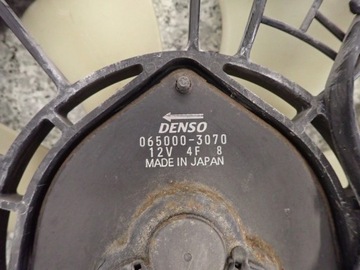 DENSO
065000-3070
12V 4F 8
MADE IN JAPAN